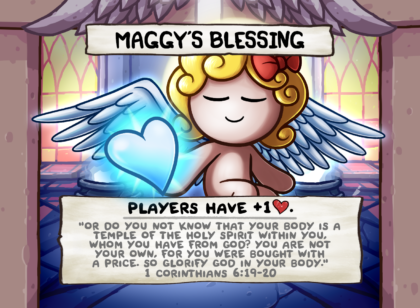 MAGGY'S BLESSING
PLAYERS HAVE +1❤.
"OR DO YOU NOT KNOW THAT YOUR BODY IS A
TEMPLE OF THE HOLY SPIRIT WITHIN YOU,
WHOM YOU HAVE FROM GOD? YOU ARE NOT
YOUR OWN, FOR YOU WERE BOUGHT WITH
A PRICE. SO GLORIFY GOD IN YOUR BODY."
1 CORINTHIANS 6:19-20